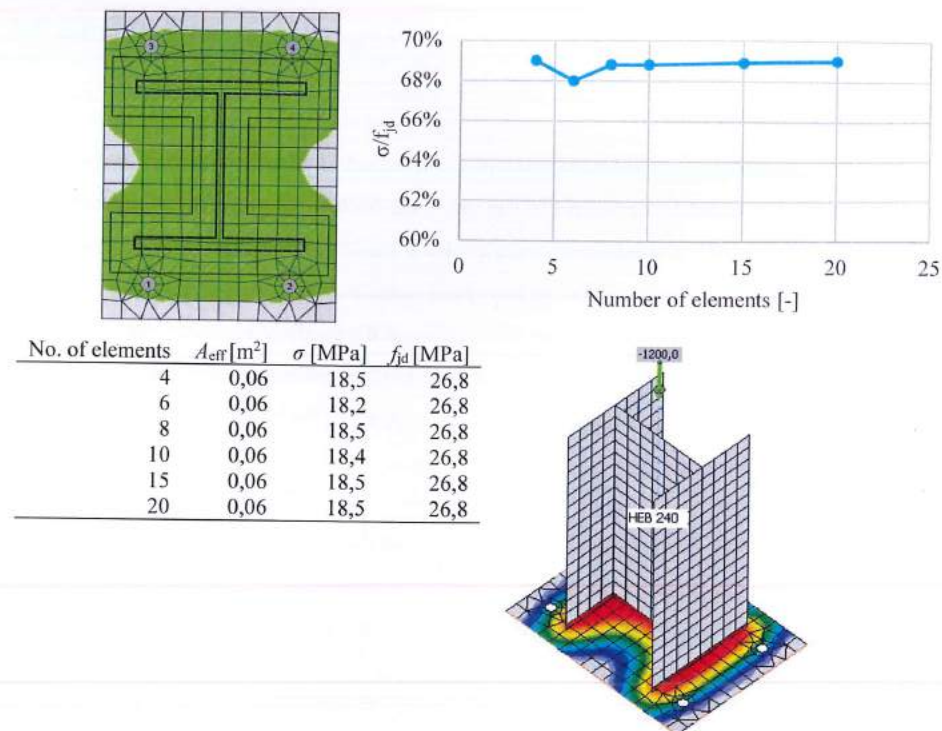 3
4
1
2
70%
68%
66%
64%
62%
60%
σ/fjd
0
5
10
15
20
25
Number of elements [-]
No. of elements Aeff [m²] σ [MPa] fjd [MPa]
4 0,06 18,5 26,8
6 0,06 18,2 26,8
8 0,06 18,5 26,8
10 0,06 18,4 26,8
15 0,06 18,5 26,8
20 0,06 18,5 26,8
-1200,0
HEB 240